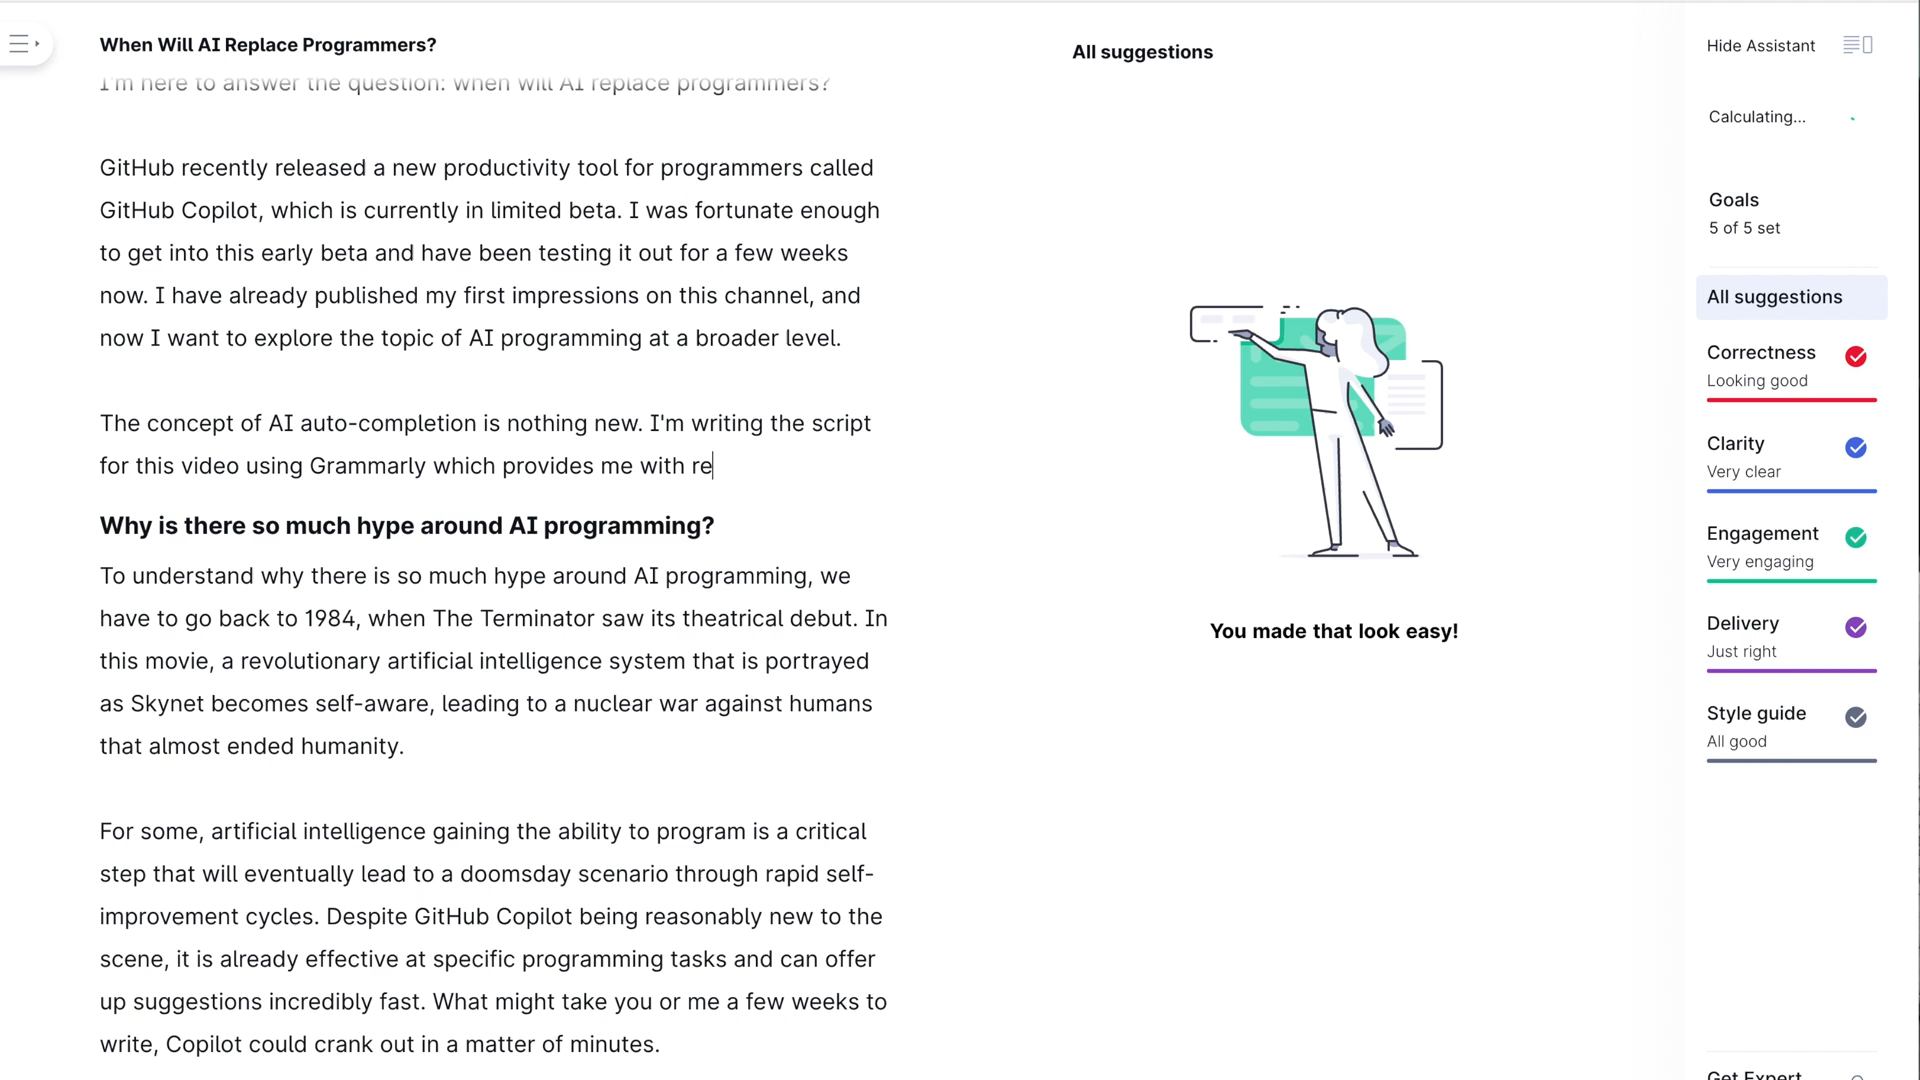 When Will AI Replace Programmers?
I'm here to answer the question: when will AI replace programmers?
GitHub recently released a new productivity tool for programmers called
GitHub Copilot, which is currently in limited beta. I was fortunate enough
to get into this early beta and have been testing it out for a few weeks
now. I have already published my first impressions on this channel, and
now I want to explore the topic of AI programming at a broader level.
The concept of AI auto-completion is nothing new. I'm writing the script
for this video using Grammarly which provides me with re
Why is there so much hype around AI programming?
To understand why there is so much hype around AI programming, we
have to go back to 1984, when The Terminator saw its theatrical debut. In
this movie, a revolutionary artificial intelligence system that is portrayed
as Skynet becomes self-aware, leading to a nuclear war against humans
that almost ended humanity.
For some, artificial intelligence gaining the ability to program is a critical
step that will eventually lead to a doomsday scenario through rapid self-
improvement cycles. Despite GitHub Copilot being reasonably new to the
scene, it is already effective at specific programming tasks and can offer
up suggestions incredibly fast. What might take you or me a few weeks to
write, Copilot could crank out in a matter of minutes.
All suggestions
You made that look easy!
Hide Assistant
Calculating...
Goals
5 of 5 set
All suggestions
Correctness
Looking good
Clarity
Very clear
Engagement
Very engaging
Delivery
Just right
Style guide
All good
Get Expert